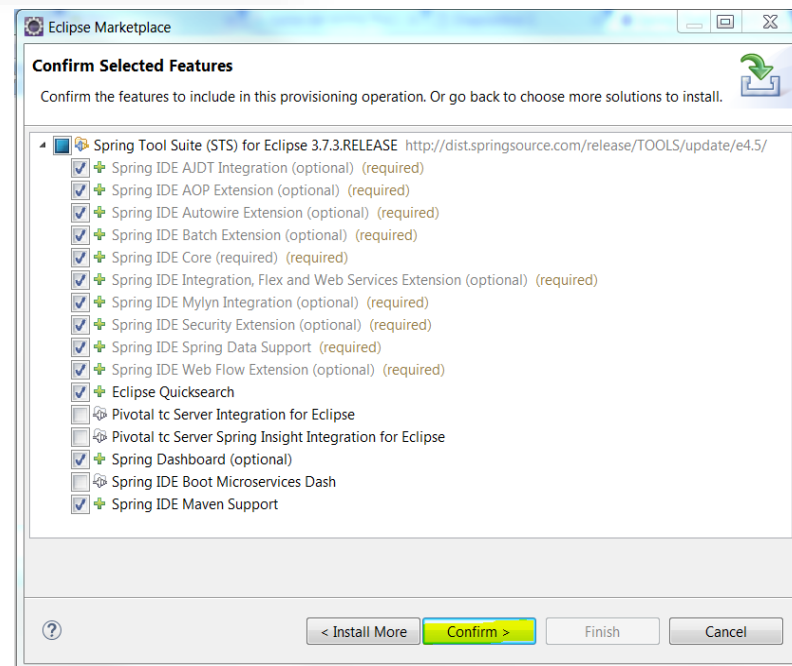 Eclipse Marketplace
Confirm Selected Features
Confirm the features to include in this provisioning operation. Or go back to choose more solutions to install.
Spring Tool Suite (STS) for Eclipse 3.7.3.RELEASE http://dist.springsource.com/release/TOOLS/update/e4.5/
Spring IDE AJDT Integration (optional) (required)
Spring IDE AOP Extension (optional) (required)
Spring IDE Autowire Extension (optional) (required)
Spring IDE Batch Extension (optional) (required)
Spring IDE Core (required) (required)
Spring IDE Integration, Flex and Web Services Extension (optional) (required)
Spring IDE Mylyn Integration (optional) (required)
Spring IDE Security Extension (optional) (required)
Spring IDE Spring Data Support (required)
Spring IDE Web Flow Extension (optional) (required)
Eclipse Quicksearch
Pivotal tc Server Integration for Eclipse
Pivotal tc Server Spring Insight Integration for Eclipse
Spring Dashboard (optional)
Spring IDE Boot Microservices Dash
Spring IDE Maven Support
? < Install More Confirm > Finish Cancel